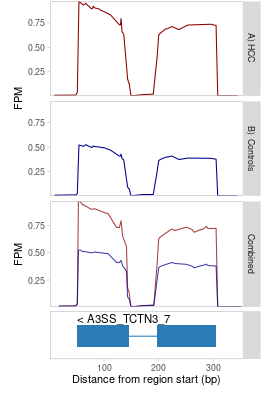 0.75
0.50
0.25
FPM
A) HCC
0.75
0.50
0.25
B) Controls
0.75
0.50
0.25
FPM
Combined
< A3SS_TCTN3_7
100
200
300
Distance from region start (bp)